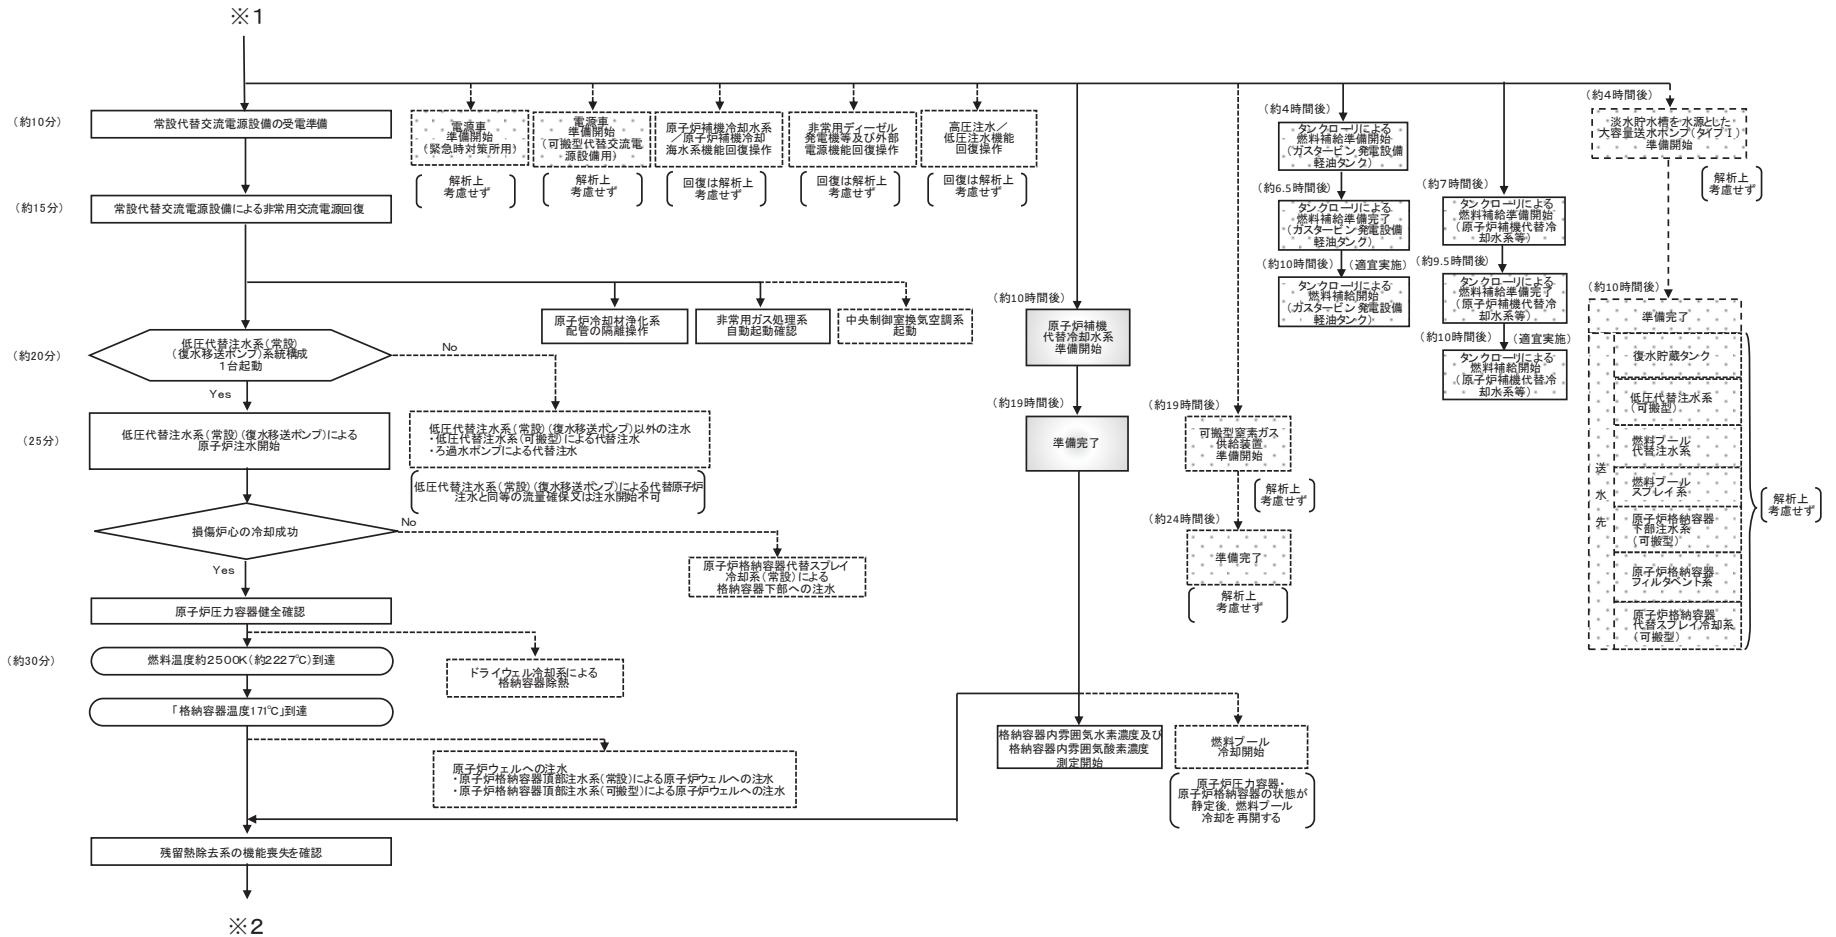 ※1
(約10分)
常設代替交流電源設備の受電準備
電源車
準備開始
(緊急時対策所用)
解析上
考慮せず
電源車
準備開始
(可搬型代替交流電
源設備用)
解析上
考慮せず
原子炉補機冷却水系
/原子炉補機冷却
海水系機能回復操作
回復は解析上
考慮せず
非常用ディーゼル
発電機等及び外部
電源機能回復操作
回復は解析上
考慮せず
高圧注水/
低圧注水機能
回復操作
回復は解析上
考慮せず
(約15分)
常設代替交流電源設備による非常用交流電源回復
原子炉冷却材浄化系
配管の隔離操作
非常用ガス処理系
自動起動確認
中央制御室換気空調系
起動
(約20分)
低圧代替注水系(常設)
(復水移送ポンプ)系統構成
1台起動
No
Yes
(25分)
低圧代替注水系(常設)(復水移送ポンプ)による
原子炉注水開始
低圧代替注水系(常設)(復水移送ポンプ)以外の注水
・低圧代替注水系(可搬型)による代替注水
・ろ過水ポンプによる代替注水
低圧代替注水系(常設)(復水移送ポンプ)による代替原子炉
注水と同等の流量確保又は注水開始不可
損傷炉心の冷却成功
No
Yes
原子炉格納容器代替スプレイ
冷却系(常設)による
格納容器下部への注水
原子炉圧力容器健全確認
(約30分)
燃料温度約2500K(約2227℃)到達
ドライウェル冷却系による
格納容器除熱
「格納容器温度171℃」到達
原子炉ウェルへの注水
・原子炉格納容器頂部注水系(常設)による原子炉ウェルへの注水
・原子炉格納容器頂部注水系(可搬型)による原子炉ウェルへの注水
残留熱除去系の機能喪失を確認
※2
(約10時間後)
原子炉補機
代替冷却水系
準備開始
(約19時間後)
準備完了
格納容器内雰囲気水素濃度及び
格納容器内雰囲気酸素濃度
測定開始
燃料プール
冷却開始
原子炉圧力容器・
原子炉格納容器の状態が
静定後,燃料プール
冷却を再開する
(約19時間後)
可搬型窒素ガス
供給装置
準備開始
解析上
考慮せず
(約24時間後)
準備完了
解析上
考慮せず
(約4時間後)
タンクローリによる
燃料補給準備開始
(ガスタービン発電設備
軽油タンク)
(約6.5時間後)
タンクローリによる
燃料補給準備完了
(ガスタービン発電設備
軽油タンク)
(約10時間後) (適宜実施)
タンクローリによる
燃料補給開始
(ガスタービン発電設備
軽油タンク)
(約7時間後)
タンクローリによる
燃料補給準備開始
(原子炉補機代替冷
却水系等)
(約9.5時間後)
タンクローリによる
燃料補給準備完了
(原子炉補機代替冷
却水系等)
(約10時間後) (適宜実施)
タンクローリによる
燃料補給開始
(原子炉補機代替冷
却水系等)
(約4時間後)
淡水貯水槽を水源とした
大容量送水ポンプ(タイプⅠ)
準備開始
解析上
考慮せず
(約10時間後)
準備完了
送水先
復水貯蔵タンク
低圧代替注水系
(可搬型)
燃料プール
代替注水系
燃料プール
スプレイ系
原子炉格納容器
下部注水系
(可搬型)
原子炉格納容器
フィルタベント系
原子炉格納容器
代替スプレイ冷却系
(可搬型)
解析上
考慮せず